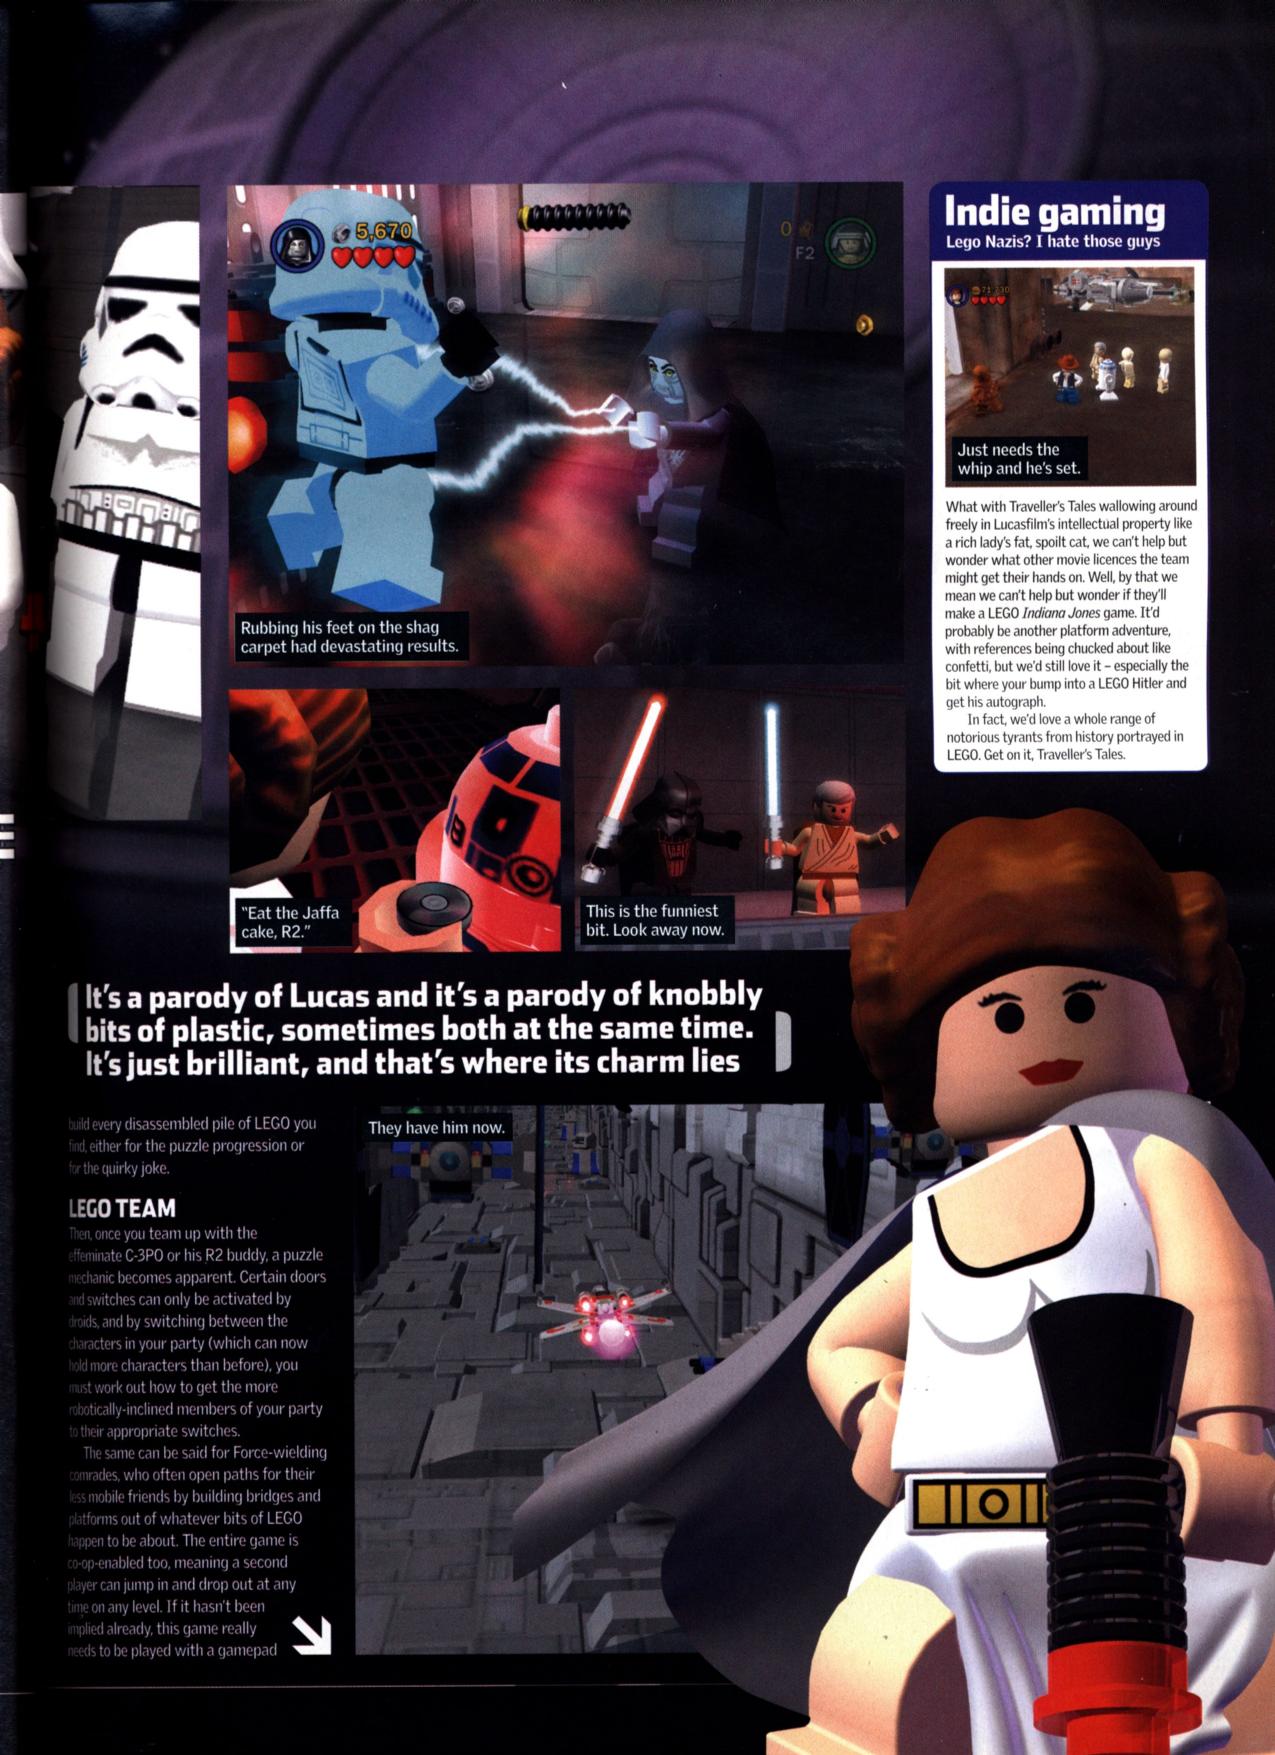 5,670
0
F2
Rubbing his feet on the shag
carpet had devastating results.
"Eat the Jaffa
cake, R2."
This is the funniest
bit. Look away now.
Indie gaming
Lego Nazis? I hate those guys
Just needs the
whip and he's set.
What with Traveller's Tales wallowing around
freely in Lucasfilm's intellectual property like
a rich lady's fat, spoilt cat, we can't help but
wonder what other movie licences the team
might get their hands on. Well, by that we
mean we can't help but wonder if they'll
make a LEGO Indiana Jones game. It'd
probably be another platform adventure,
with references being chucked about like
confetti, but we'd still love it – especially the
bit where your bump into a LEGO Hitler and
get his autograph.
In fact, we'd love a whole range of
notorious tyrants from history portrayed in
LEGO. Get on it, Traveller's Tales.
It's a parody of Lucas and it's a parody of knobbly
bits of plastic, sometimes both at the same time.
It's just brilliant, and that's where its charm lies
build every disassembled pile of LEGO you
find, either for the puzzle progression or
for the quirky joke.
LEGO TEAM
Then, once you team up with the
effeminate C-3PO or his R2 buddy, a puzzle
mechanic becomes apparent. Certain doors
and switches can only be activated by
droids, and by switching between the
characters in your party (which can now
hold more characters than before), you
must work out how to get the more
robotically-inclined members of your party
to their appropriate switches.
The same can be said for Force-wielding
comrades, who often open paths for their
less mobile friends by building bridges and
platforms out of whatever bits of LEGO
happen to be about. The entire game is
co-op-enabled too, meaning a second
player can jump in and drop out at any
time on any level. If it hasn't been
implied already, this game really
needs to be played with a gamepad
They have him now.